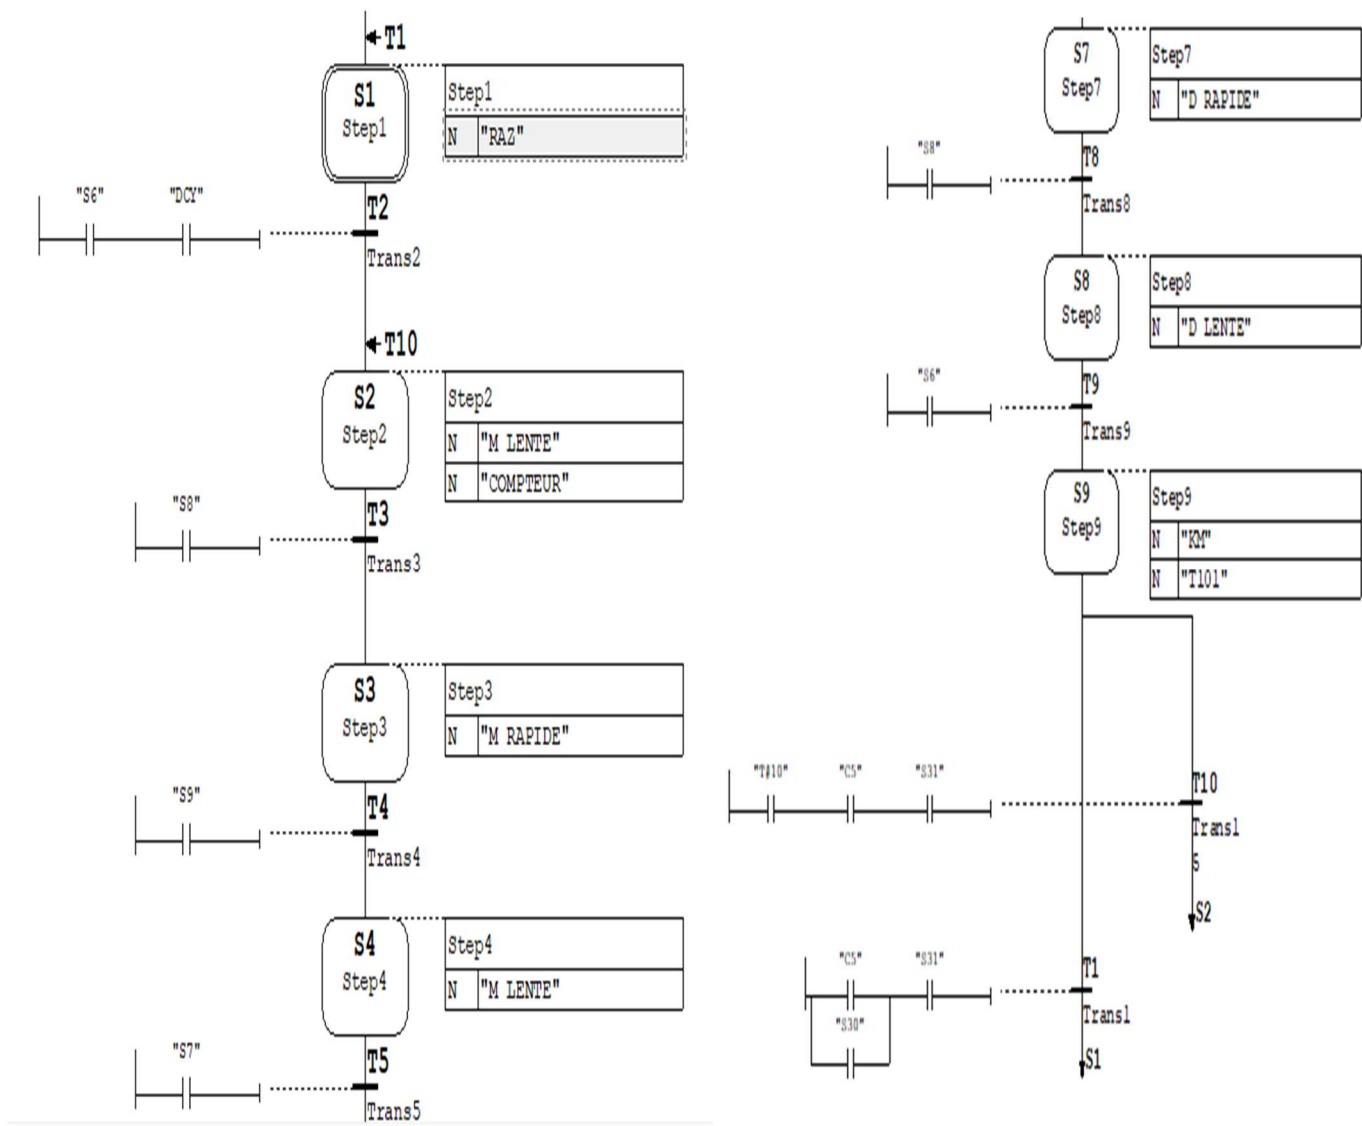 T1
S1
Step1
Step1
N "RAZ"
"S6" "DCY"
T2
Trans2
T10
S2
Step2
Step2
N "M LENTE"
N "COMPTEUR"
"S8"
T3
Trans3
S3
Step3
Step3
N "M RAPIDE"
"S9"
T4
Trans4
S4
Step4
Step4
N "M LENTE"
"S7"
T5
Trans5
S7
Step7
Step7
N "D RAPIDE"
"S8"
T8
Trans8
S8
Step8
Step8
N "D LENTE"
"S6"
T9
Trans9
S9
Step9
Step9
N "KM"
N "T101"
"T#10" "C5" "S31"
T10
Trans1
5
S2
"C5" "S31"
"S30"
T1
Trans1
S1